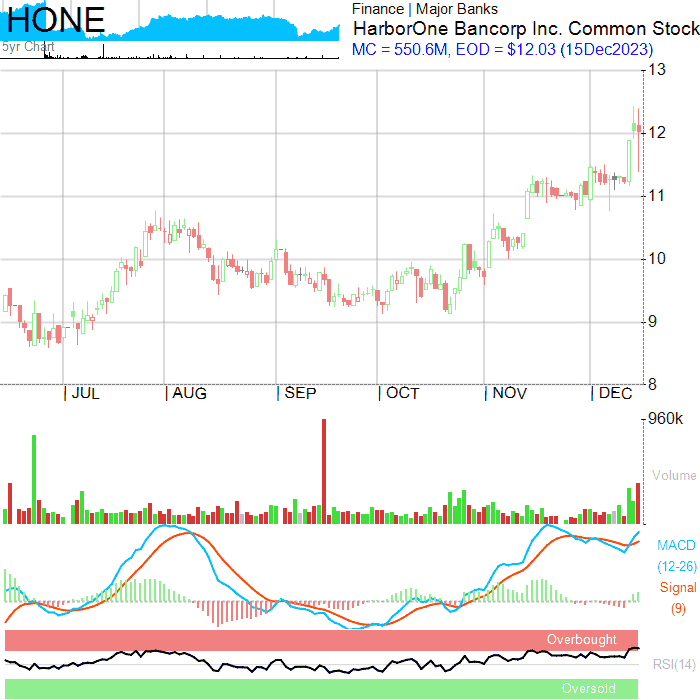 HONE
5yr Chart
Finance | Major Banks
HarborOne Bancorp Inc. Common Stock
MC = 550.6M, EOD = $12.03 (15Dec2023)
13
12
11
10
9
8
| JUL | AUG | SEP | OCT | NOV | DEC
960k
Volume
MACD
(12-26)
Signal
(9)
Overbought
RSI(14)
Oversold